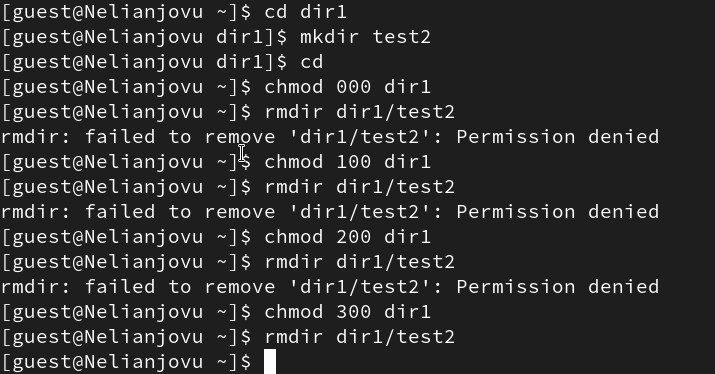 [guest@Nelianjovu ~]$ cd dir1
[guest@Nelianjovu dir1]$ mkdir test2
[guest@Nelianjovu dir1]$ cd
[guest@Nelianjovu ~]$ chmod 000 dir1
[guest@Nelianjovu ~]$ rmdir dir1/test2
rmdir: failed to remove 'dir1/test2': Permission denied
[guest@Nelianjovu ~]$ chmod 100 dir1
[guest@Nelianjovu ~]$ rmdir dir1/test2
rmdir: failed to remove 'dir1/test2': Permission denied
[guest@Nelianjovu ~]$ chmod 200 dir1
[guest@Nelianjovu ~]$ rmdir dir1/test2
rmdir: failed to remove 'dir1/test2': Permission denied
[guest@Nelianjovu ~]$ chmod 300 dir1
[guest@Nelianjovu ~]$ rmdir dir1/test2
[guest@Nelianjovu ~]$